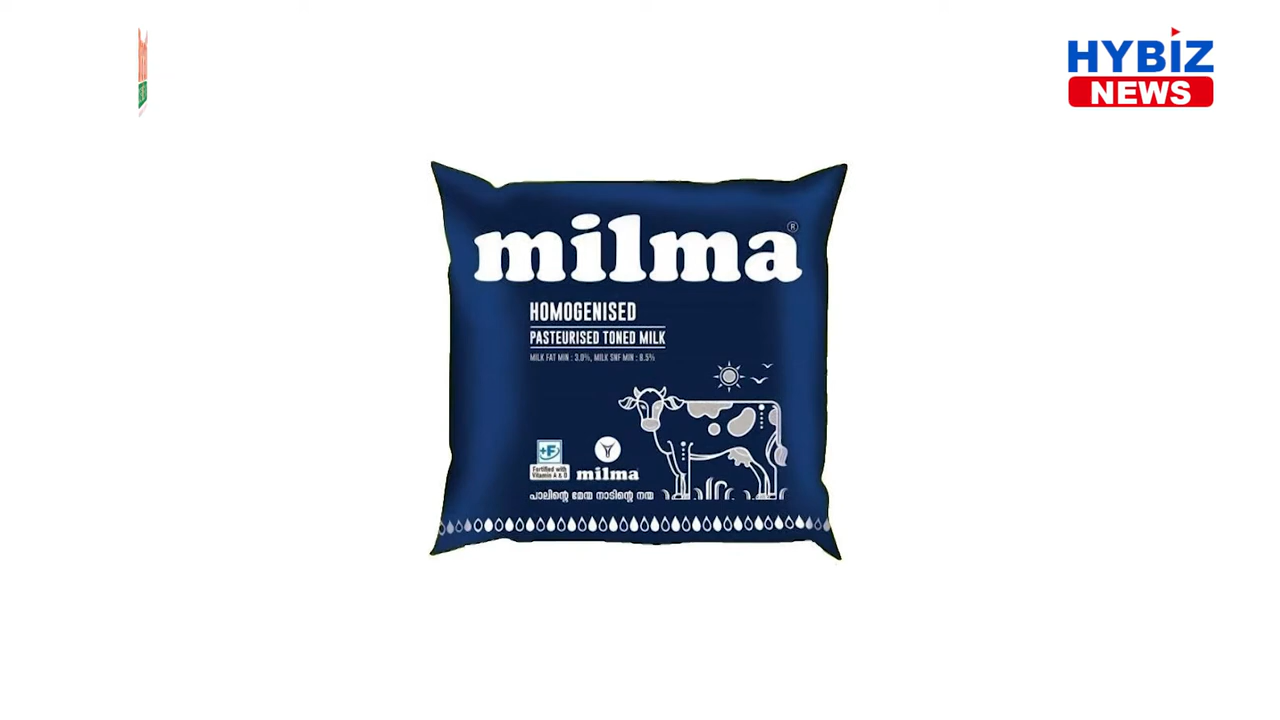 HYBIZ
NEWS
milma
®
HOMOGENISED
PASTEURISED TONED MILK
MILK FAT MIN : 3.0%, MILK SNF MIN : 8.5%
+F
Fortified with
Vitamin A & D
milma
പാലിന്റെ മേന്മ നാടിന്റെ നന്മ